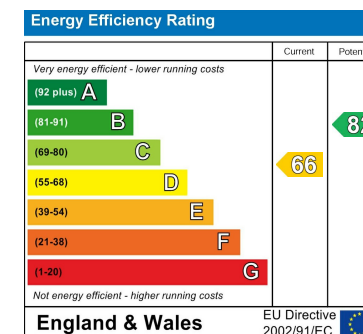 Energy Efficiency Rating
Current
Very energy efficient - lower running costs
(92 plus) A
(81-91) B
(69-80) C
66
(55-68) D
(39-54) E
(21-38) F
(1-20) G
Not energy efficient - higher running costs
England & Wales
EU Directive
2002/91/EC